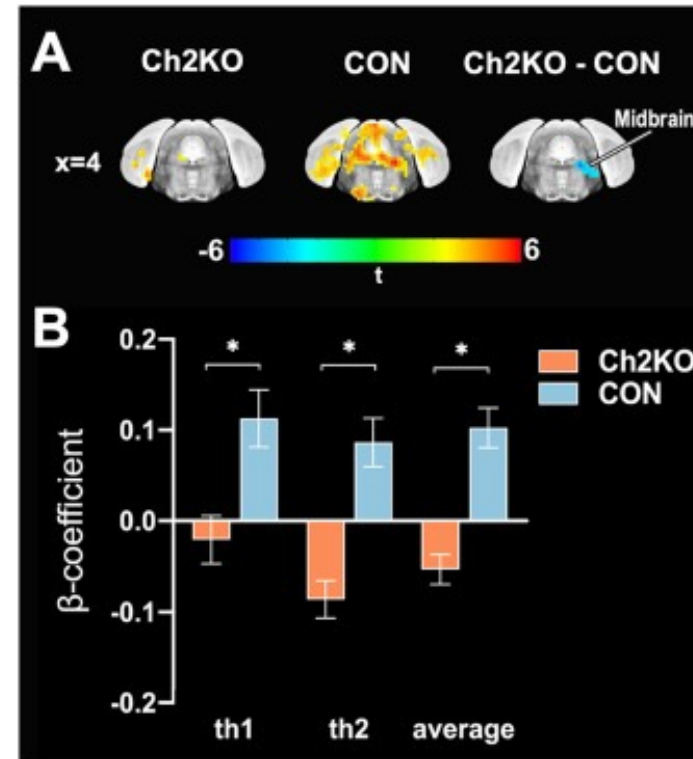 A
Ch2KO CON Ch2KO - CON
Midbrain
x=4
-6 6
t
B
0.2
0.1
0.0
-0.1
-0.2
β-coefficient
* * *
Ch2KO
CON
th1 th2 average